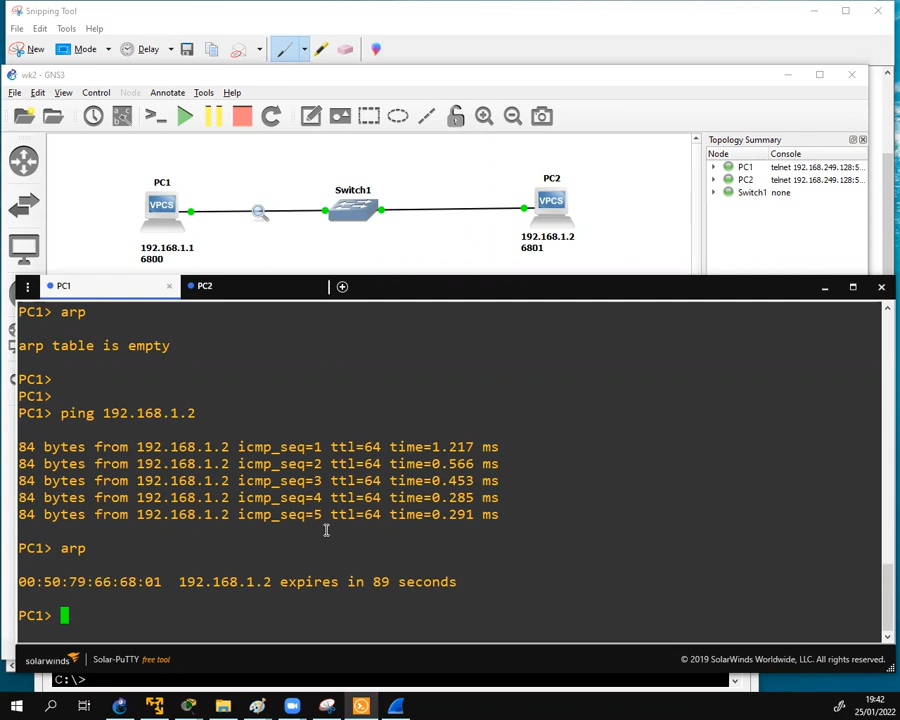 Snipping Tool
File Edit Tools Help
New Mode Delay
wk2 - GNS3
File Edit View Control Node Annotate Tools Help
Topology Summary
Node Console
PC1 telnet 192.168.249.128:5...
PC2 telnet 192.168.249.128:5...
Switch1 none
PC1
VPCS
192.168.1.1
6800
Switch1
PC2
VPCS
192.168.1.2
6801
PC1 PC2
PC1> arp
arp table is empty
PC1>
PC1>
PC1> ping 192.168.1.2
84 bytes from 192.168.1.2 icmp_seq=1 ttl=64 time=1.217 ms
84 bytes from 192.168.1.2 icmp_seq=2 ttl=64 time=0.566 ms
84 bytes from 192.168.1.2 icmp_seq=3 ttl=64 time=0.453 ms
84 bytes from 192.168.1.2 icmp_seq=4 ttl=64 time=0.285 ms
84 bytes from 192.168.1.2 icmp_seq=5 ttl=64 time=0.291 ms
PC1> arp
00:50:79:66:68:01 192.168.1.2 expires in 89 seconds
PC1>
solarwinds Solar-PuTTY free tool © 2019 SolarWinds Worldwide, LLC. All rights reserved.
C:\>
19:42
25/01/2022